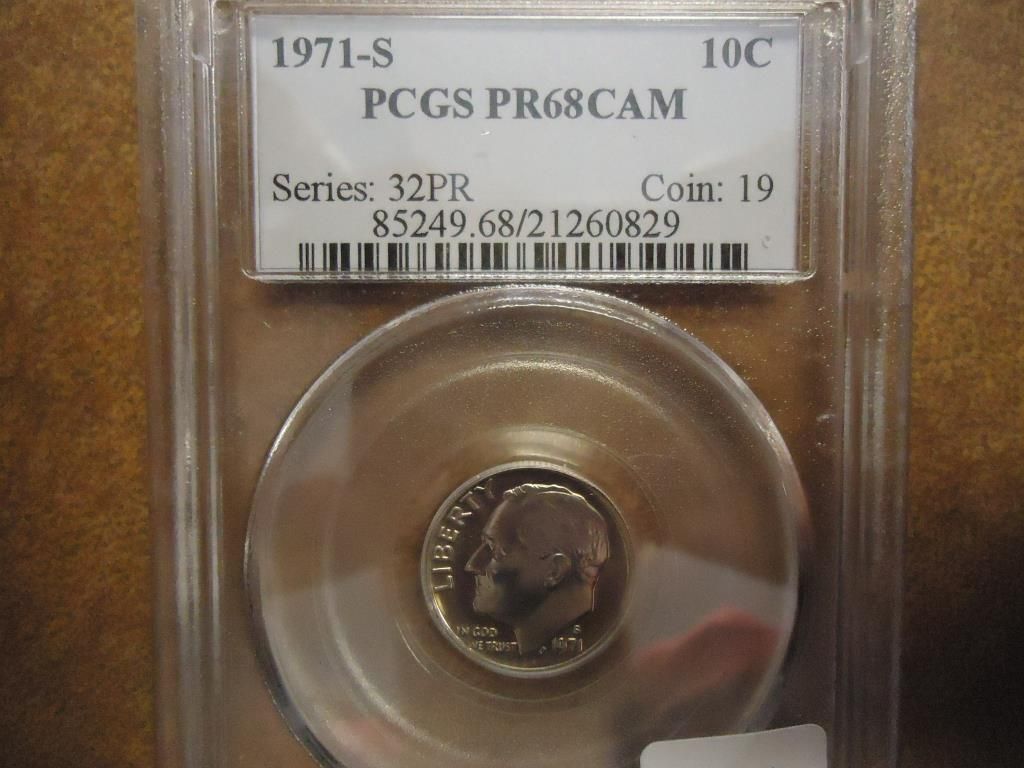 1971-S 10C
PCGS PR68CAM
Series: 32PR Coin: 19
85249.68/21260829
LIBERTY
IN GOD
WE TRUST
S
1971